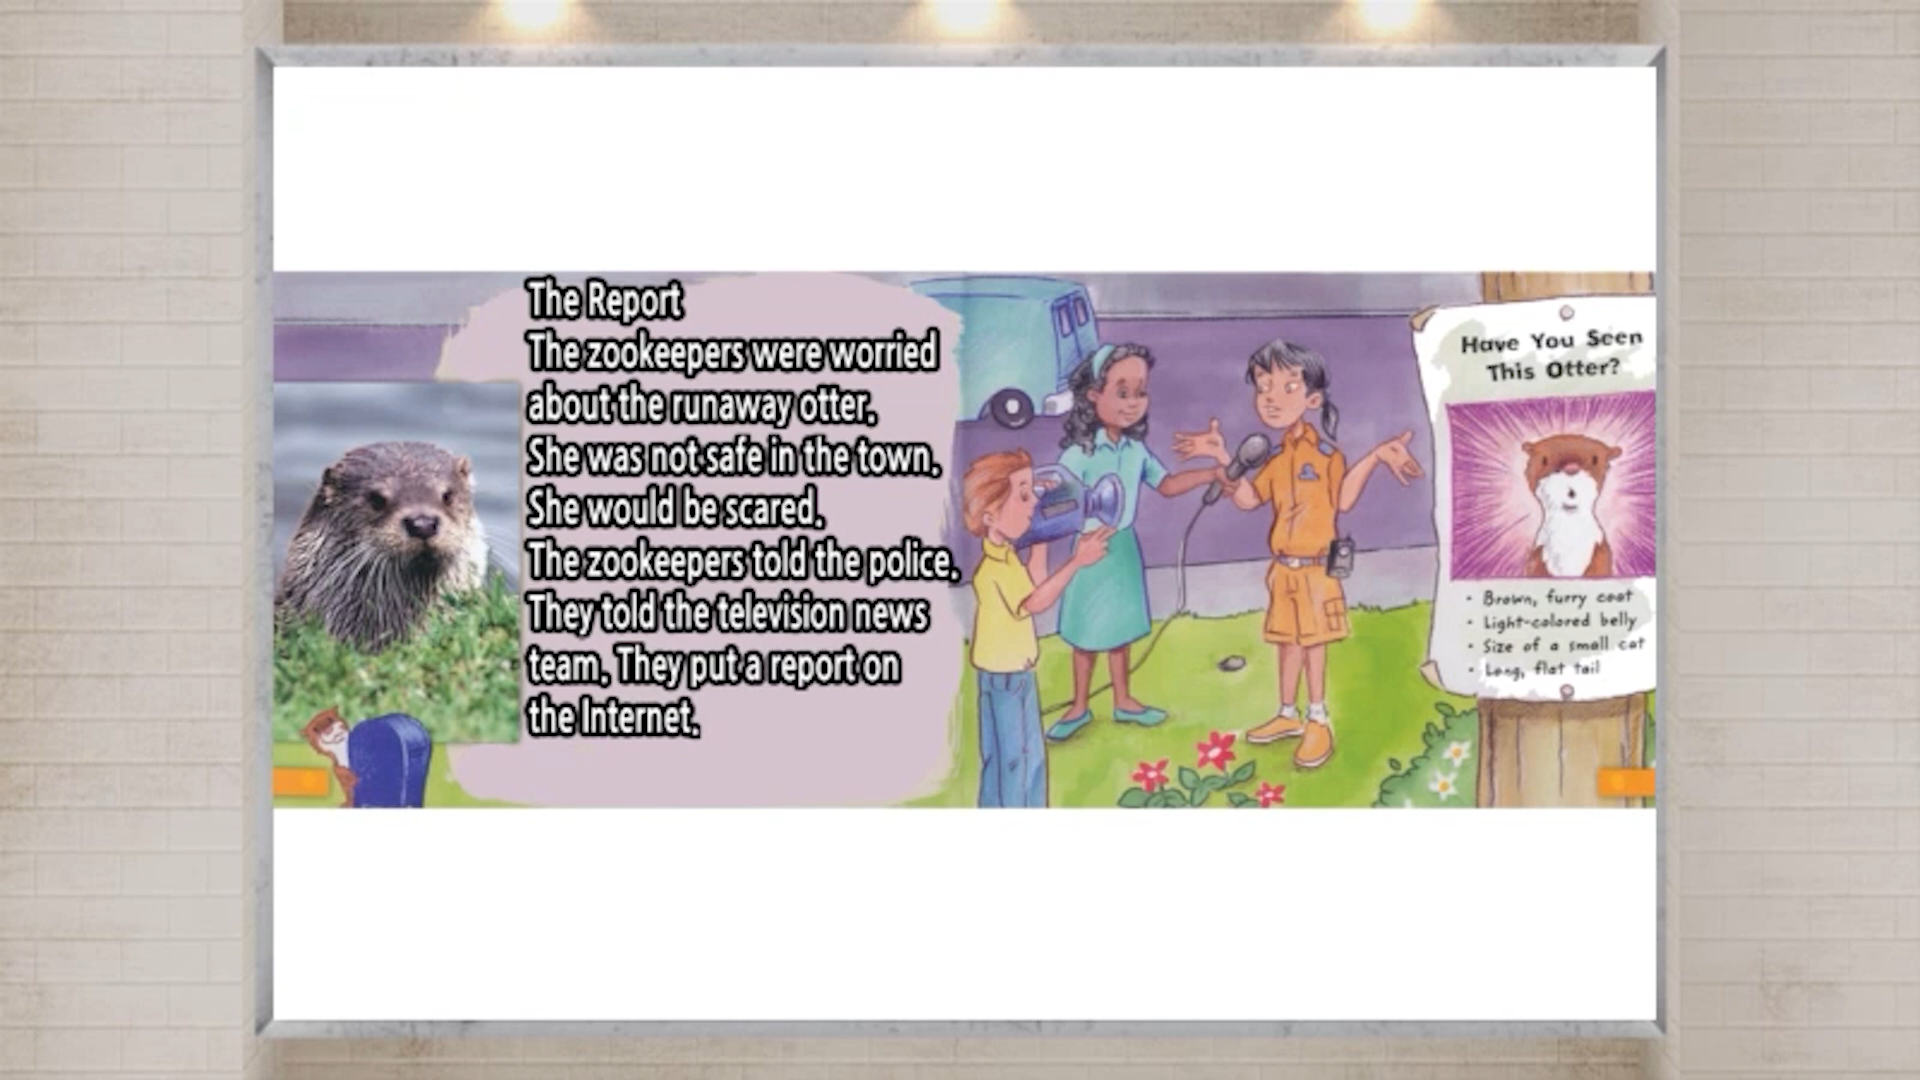 The Report
The zookeepers were worried
about the runaway otter.
She was not safe in the town.
She would be scared.
The zookeepers told the police.
They told the television news
team. They put a report on
the Internet.
Have You Seen
This Otter?
• Brown, furry coat
• Light-colored belly
• Size of a small cat
• Long, flat tail